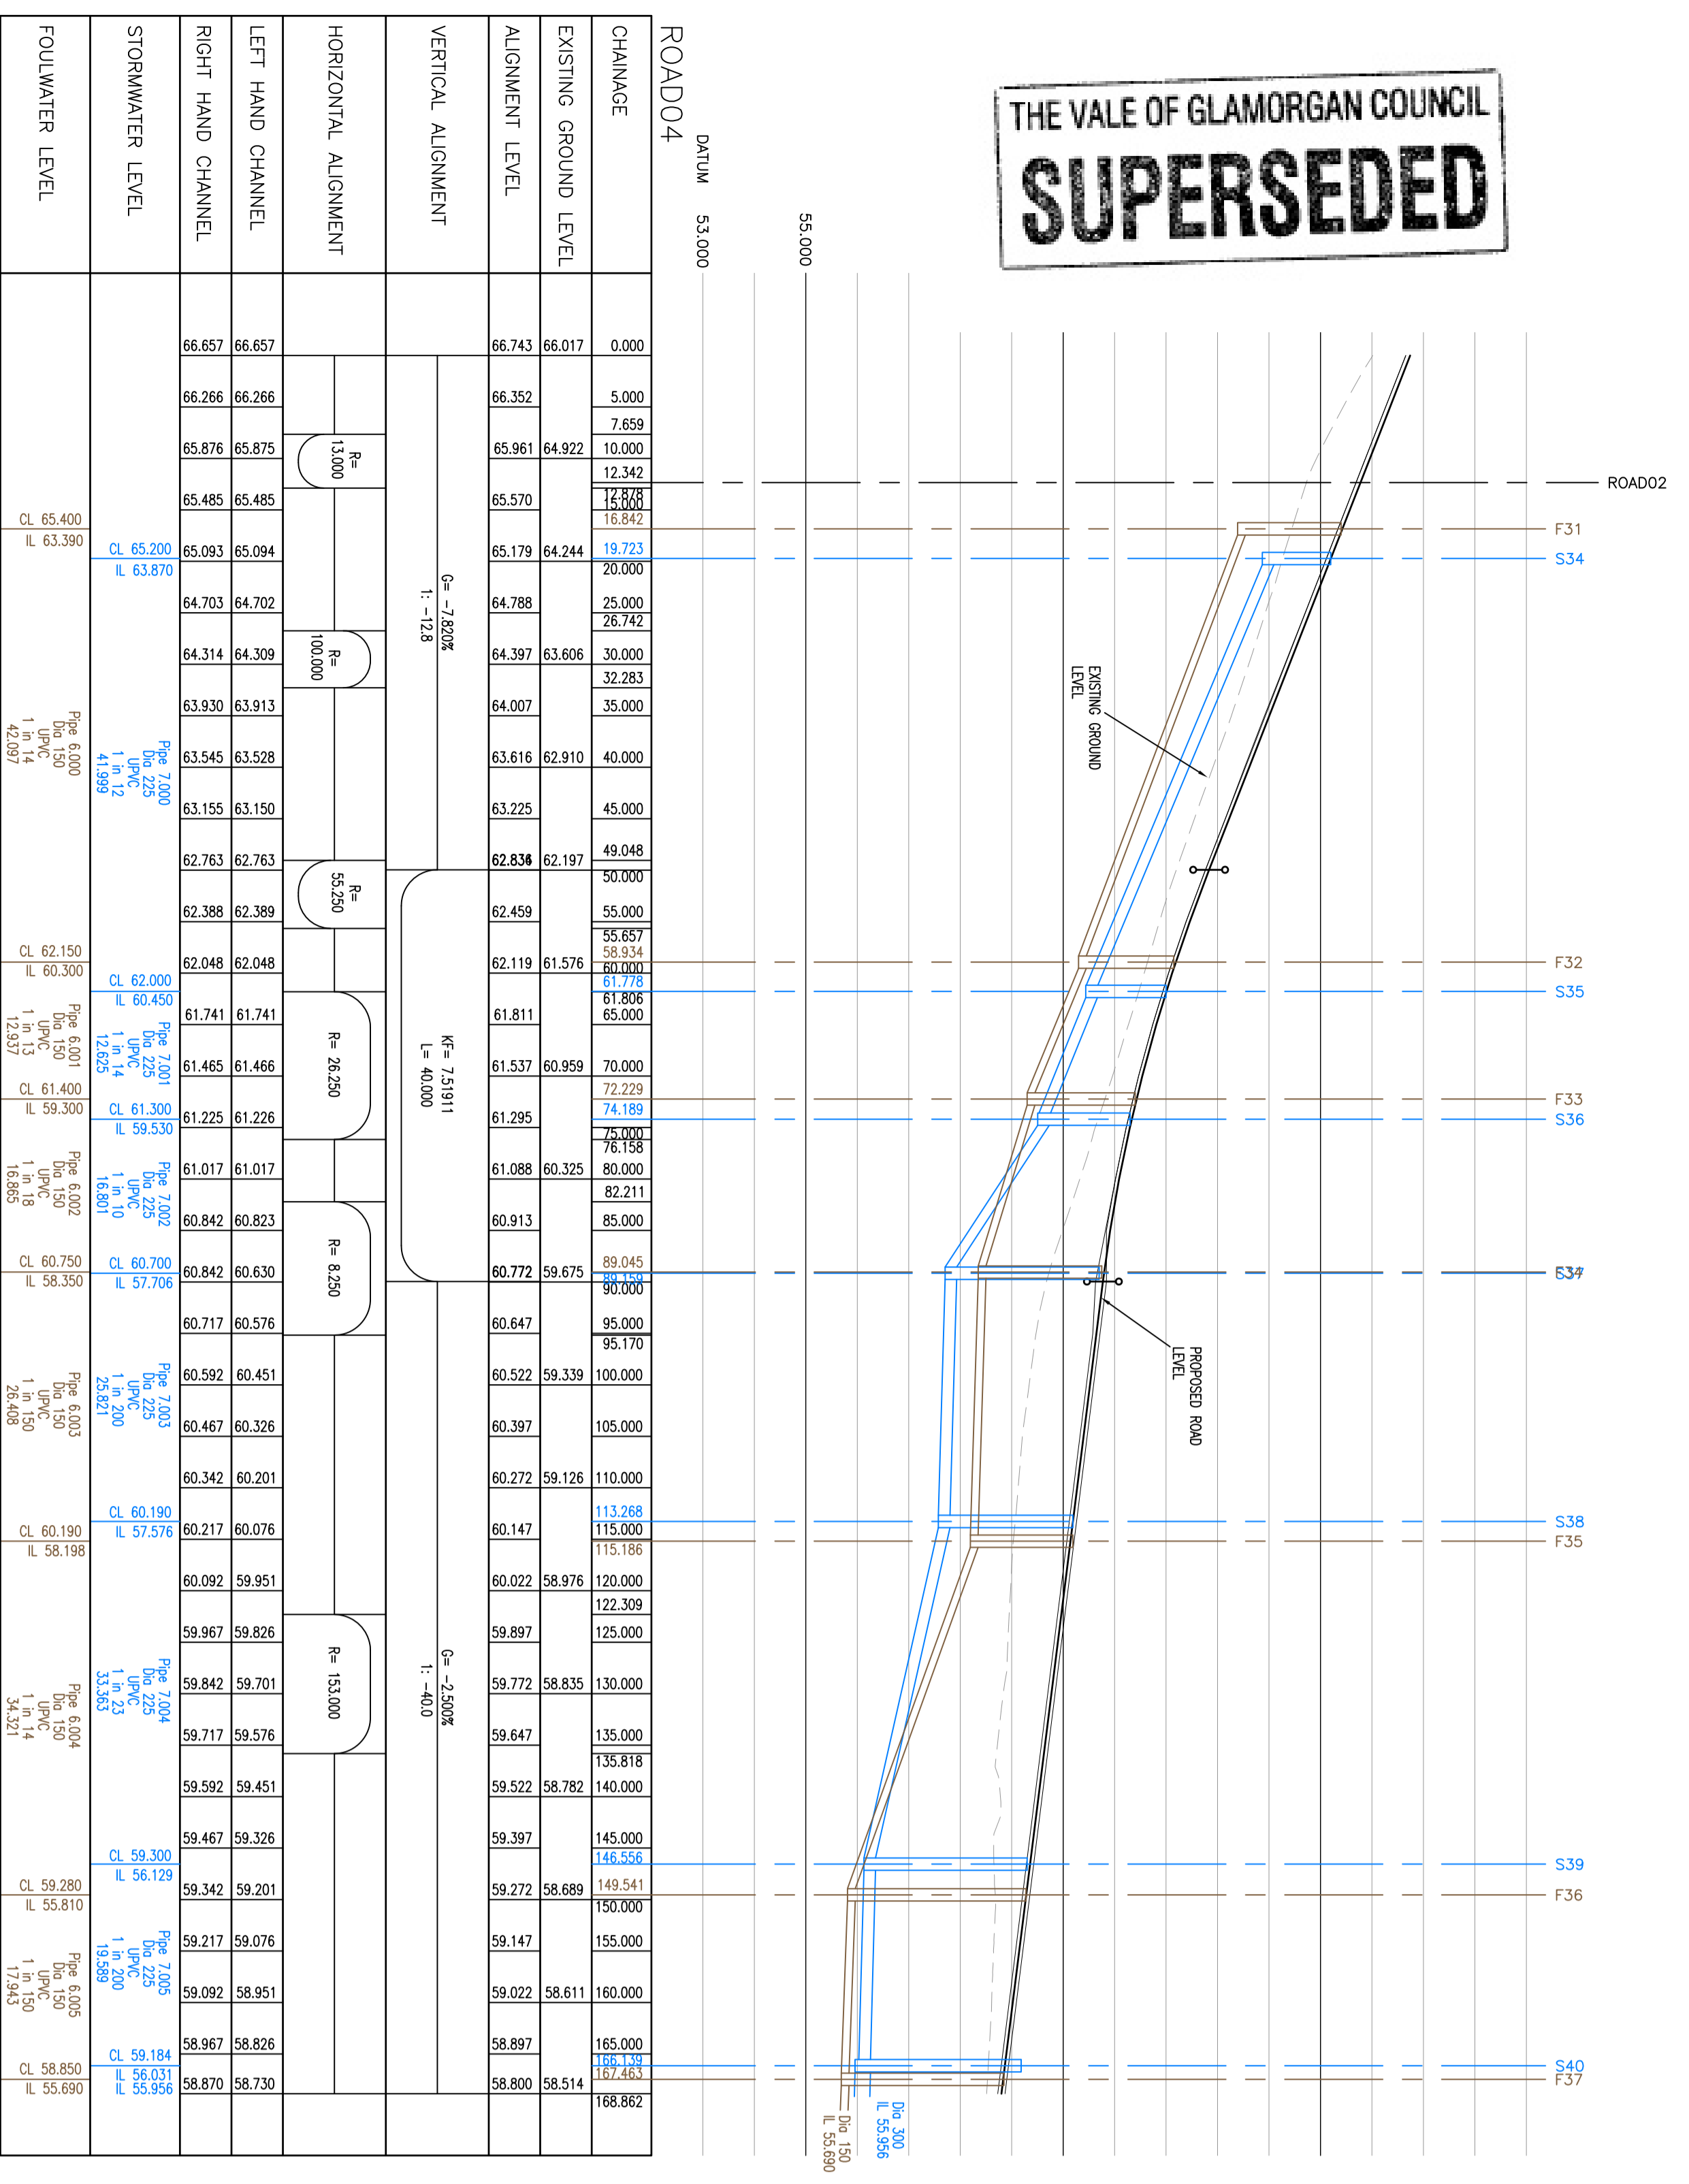 THE VALE OF GLAMORGAN COUNCIL
SUPERSEDED
ROAD02
F31
S34
F32
S35
F33
S36
S38
F35
S39
F36
S40
F37
EXISTING GROUND
LEVEL
PROPOSED ROAD
LEVEL
Dia 300
IL 55.956
Dia 150
IL 55.690
55.000
DATUM 53.000
ROAD04
CHAINAGE
0.000
5.000
7.659
10.000
12.342
12.878
15.000
16.842
19.723
20.000
25.000
26.742
30.000
32.283
35.000
40.000
45.000
49.048
50.000
55.000
55.657
58.934
60.000
61.778
61.806
65.000
70.000
72.229
74.189
75.000
76.158
80.000
82.211
85.000
89.045
89.159
90.000
95.000
95.170
100.000
105.000
110.000
113.268
115.000
115.186
120.000
122.309
125.000
130.000
135.000
135.818
140.000
145.000
146.556
149.541
150.000
155.000
160.000
165.000
166.139
167.463
168.862
EXISTING GROUND LEVEL
66.017
64.922
64.244
63.606
62.910
62.197
61.576
60.959
60.325
59.675
59.339
59.126
58.976
58.835
58.782
58.689
58.611
58.514
ALIGNMENT LEVEL
66.743
66.352
65.961
65.570
65.179
64.788
64.397
64.007
63.616
63.225
62.459
62.119
61.811
61.537
61.295
61.088
60.913
60.772
60.647
60.522
60.397
60.272
60.147
60.022
59.897
59.772
59.647
59.522
59.397
59.272
59.147
59.022
58.897
58.800
VERTICAL ALIGNMENT
G= -7.820%
1: -12.8
KF= 7.51911
L= 40.000
G= -2.500%
1: -40.0
HORIZONTAL ALIGNMENT
R=
13.000
R=
100.000
R=
55.250
R= 26.250
R= 8.250
R= 153.000
LEFT HAND CHANNEL
66.657
66.266
65.875
65.485
65.094
64.702
64.309
63.913
63.528
63.150
62.763
62.389
62.048
61.741
61.466
61.226
61.017
60.823
60.630
60.576
60.451
60.326
60.201
60.076
59.951
59.826
59.701
59.576
59.451
59.326
59.201
59.076
58.951
58.826
58.730
RIGHT HAND CHANNEL
66.657
66.266
65.876
65.485
65.093
64.703
64.314
63.930
63.545
63.155
62.763
62.388
62.048
61.741
61.465
61.225
61.017
60.842
60.842
60.717
60.592
60.467
60.342
60.217
60.092
59.967
59.842
59.717
59.592
59.467
59.342
59.217
59.092
58.967
58.870
STORMWATER LEVEL
CL 65.200
IL 63.870
Pipe 7.000
Dia 225
UPVC
1 in 12
41.999
CL 62.000
IL 60.450
Pipe 7.001
Dia 225
UPVC
1 in 14
12.625
CL 61.300
IL 59.530
Pipe 7.002
Dia 225
UPVC
1 in 10
16.801
CL 60.700
IL 57.706
Pipe 7.003
Dia 225
UPVC
1 in 200
25.821
CL 60.190
IL 57.576
Pipe 7.004
Dia 225
UPVC
1 in 23
33.363
CL 59.300
IL 56.129
Pipe 7.005
Dia 225
UPVC
1 in 200
19.589
CL 59.184
IL 56.031
IL 55.956
FOULWATER LEVEL
CL 65.400
IL 63.390
Pipe 6.000
Dia 150
UPVC
1 in 14
42.097
CL 62.150
IL 60.300
Pipe 6.001
Dia 150
UPVC
1 in 13
12.937
CL 61.400
IL 59.300
Pipe 6.002
Dia 150
UPVC
1 in 18
16.865
CL 60.750
IL 58.350
Pipe 6.003
Dia 150
UPVC
1 in 150
26.408
CL 60.190
IL 58.198
Pipe 6.004
Dia 150
UPVC
1 in 14
34.321
CL 59.280
IL 55.810
Pipe 6.005
Dia 150
UPVC
1 in 150
17.943
CL 58.850
IL 55.690